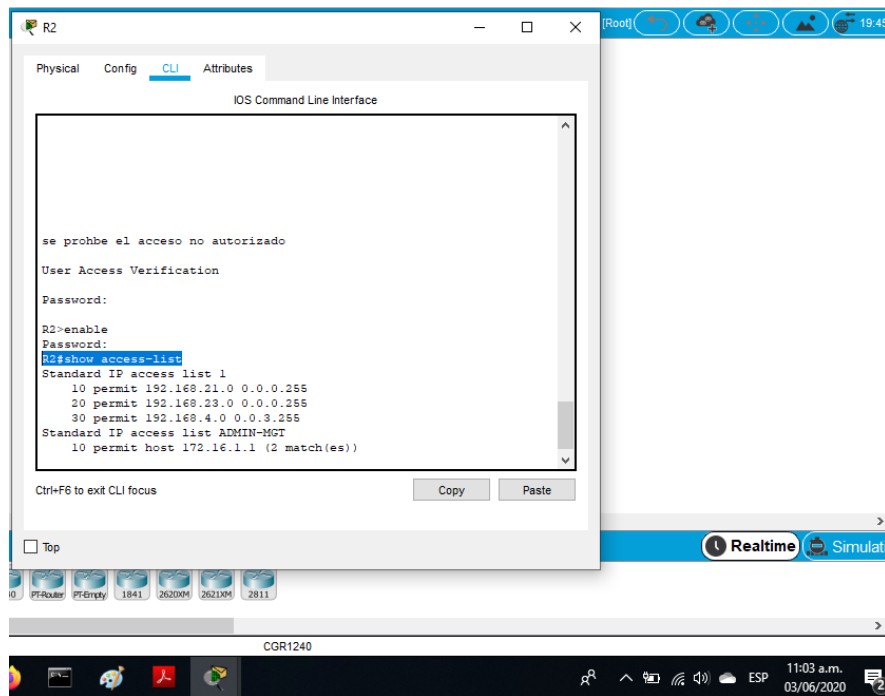 R2
[Root]
19:45
Physical Config CLI Attributes
IOS Command Line Interface
se prohbe el acceso no autorizado
User Access Verification
Password:
R2>enable
Password:
R2#show access-list
Standard IP access list 1
10 permit 192.168.21.0 0.0.0.255
20 permit 192.168.23.0 0.0.0.255
30 permit 192.168.4.0 0.0.3.255
Standard IP access list ADMIN-MGT
10 permit host 172.16.1.1 (2 match(es))
Ctrl+F6 to exit CLI focus
Copy
Paste
Top
Realtime
Simulat
PT-Router PT-Empty 1841 2620XM 2621XM 2811
CGR1240
ESP
11:03 a.m.
03/06/2020
2